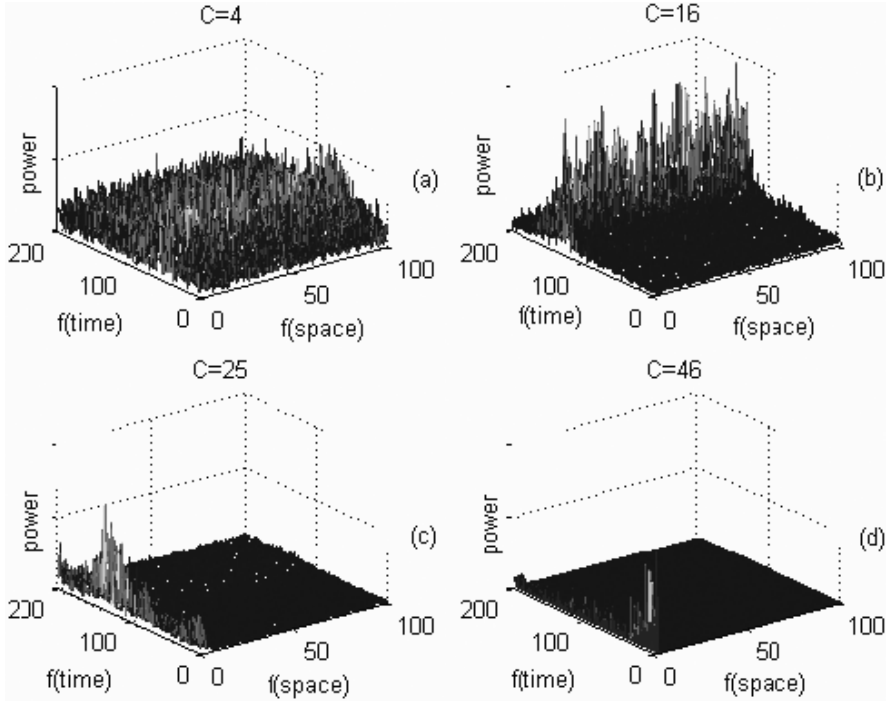 C=4
power
(a)
200
100
0
f(time)
0
50
100
f(space)
C=16
power
(b)
200
100
0
f(time)
0
50
100
f(space)
C=25
power
(c)
200
100
0
f(time)
0
50
100
f(space)
C=46
power
(d)
200
100
0
f(time)
0
50
100
f(space)